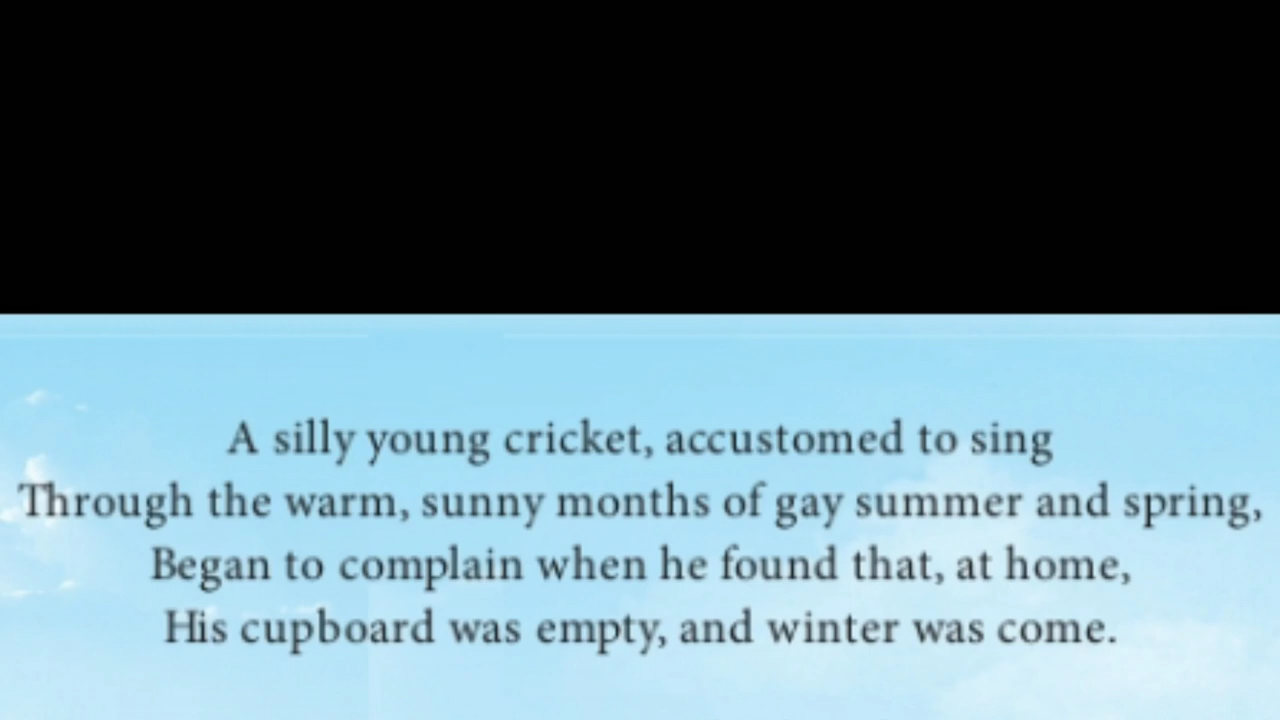 A silly young cricket, accustomed to sing
Through the warm, sunny months of gay summer and spring,
Began to complain when he found that, at home,
His cupboard was empty, and winter was come.